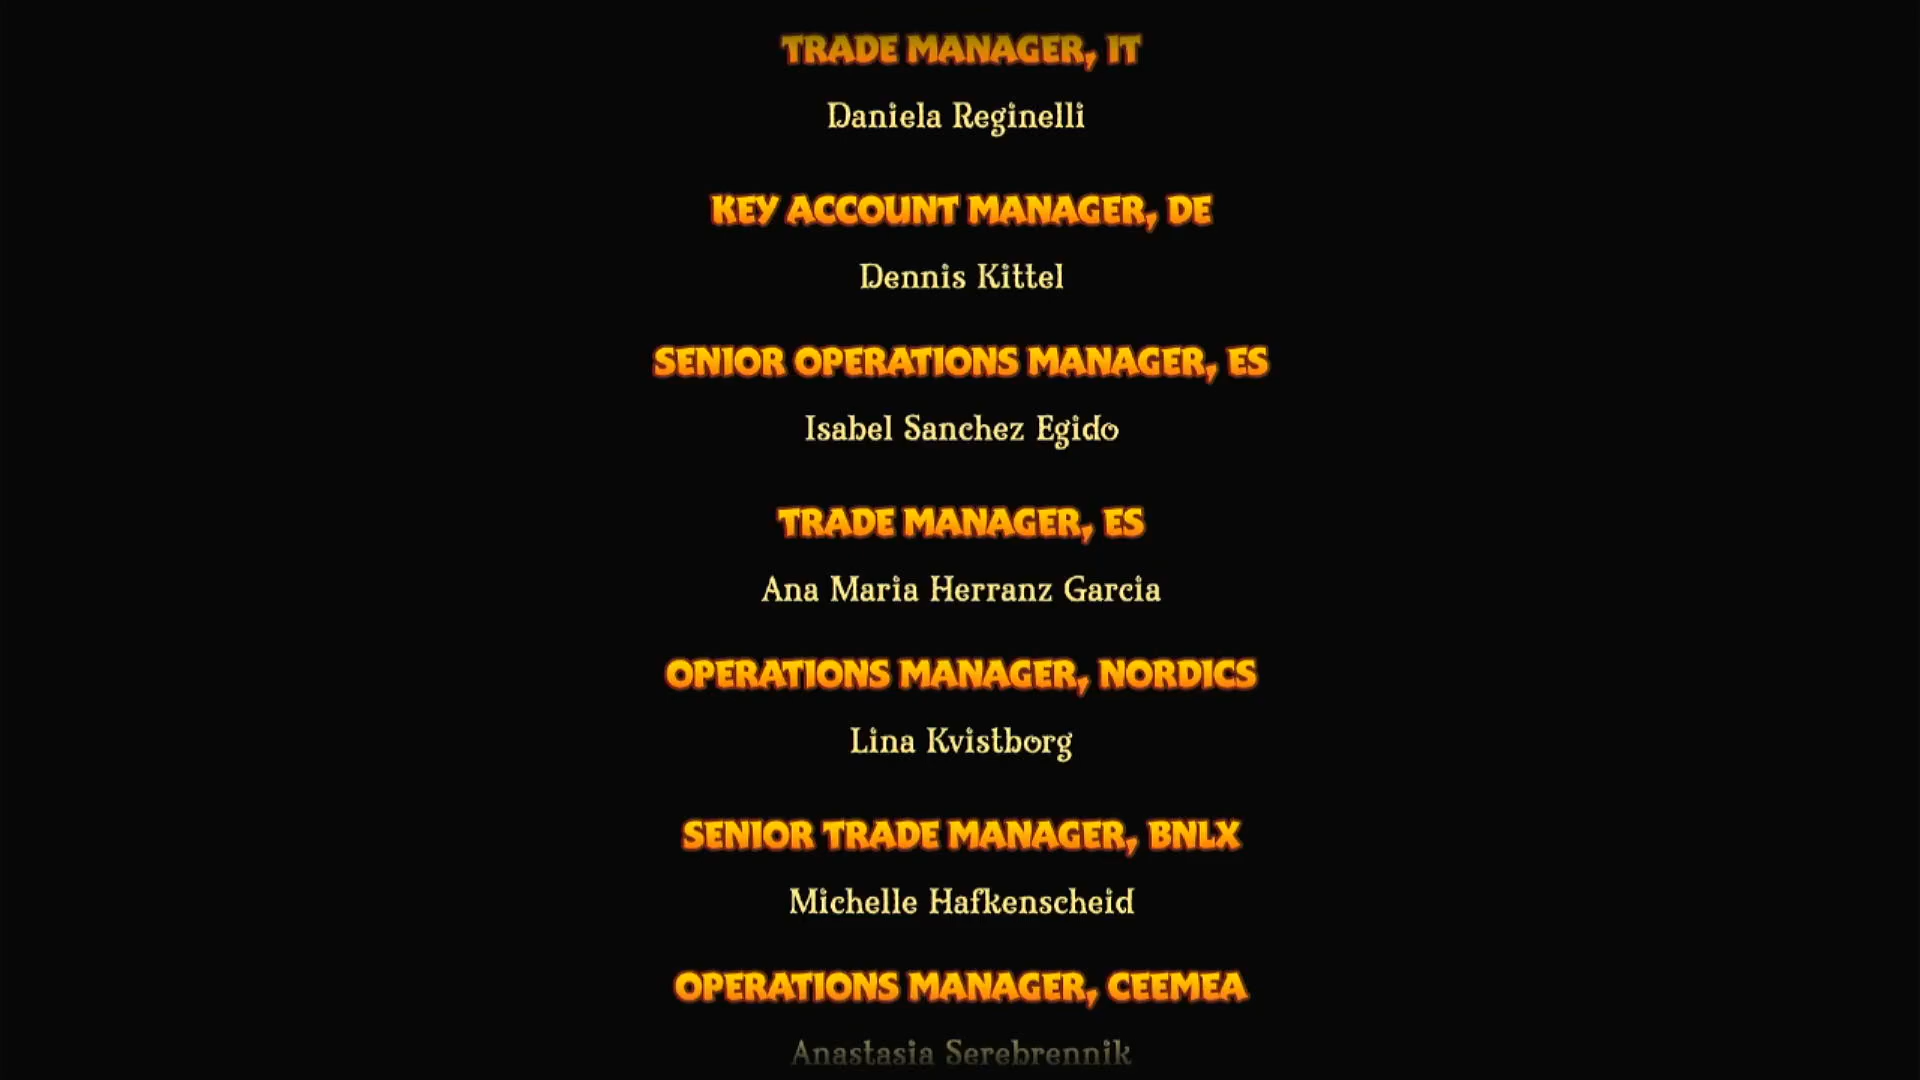 TRADE MANAGER, IT
Daniela Reginelli
KEY ACCOUNT MANAGER, DE
Dennis Kittel
SENIOR OPERATIONS MANAGER, ES
Isabel Sanchez Egido
TRADE MANAGER, ES
Ana Maria Herranz Garcia
OPERATIONS MANAGER, NORDICS
Lina Kvistborg
SENIOR TRADE MANAGER, BNLX
Michelle Hafkenscheid
OPERATIONS MANAGER, CEEMEA
Anastasia Serebrennik